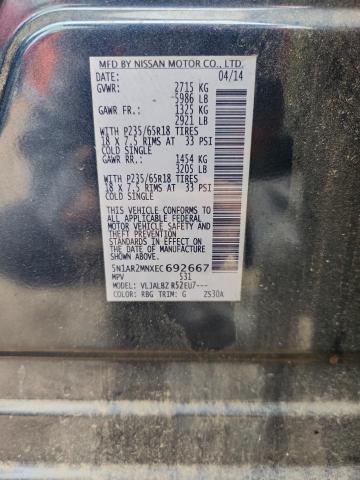 MFD BY NISSAN MOTOR CO., LTD.
DATE: 04/14
GVWR: 2715 KG
5986 LB
GAWR FR.: 1325 KG
2921 LB
WITH P235/65R18 TIRES
18 X 7.5 RIMS AT 33 PSI
COLD SINGLE
GAWR RR.: 1454 KG
3205 LB
WITH P235/65R18 TIRES
18 X 7.5 RIMS AT 33 PSI
COLD SINGLE
THIS VEHICLE CONFORMS TO
ALL APPLICABLE FEDERAL
MOTOR VEHICLE SAFETY AND
THEFT PREVENTION
STANDARDS IN EFFECT ON
THE DATE OF MANUFACTURE
SHOWN ABOVE.
5N1AR2MNXEC692667
MPV 531
MODEL: VLJALBZ R52EU7---
COLOR: RBG TRIM: G ZS30A